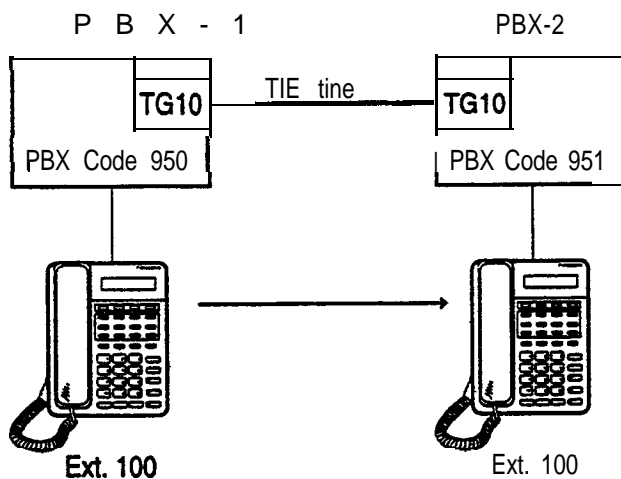 P B X - 1
PBX-2
TG10
TIE tine
TG10
PBX Code 950
PBX Code 951
Ext. 100
Ext. 100